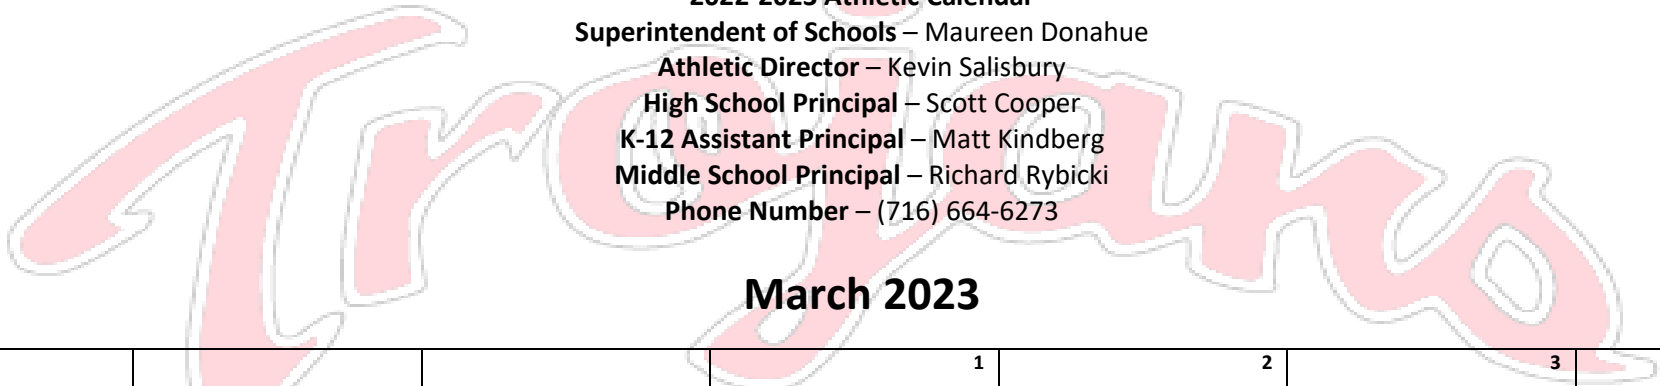 2022-2023 Athletic Calendar
Superintendent of Schools – Maureen Donahue
Athletic Director – Kevin Salisbury
High School Principal – Scott Cooper
K-12 Assistant Principal – Matt Kindberg
Middle School Principal – Richard Rybicki
Phone Number – (716) 664-6273
Trojans
March 2023
1 2 3